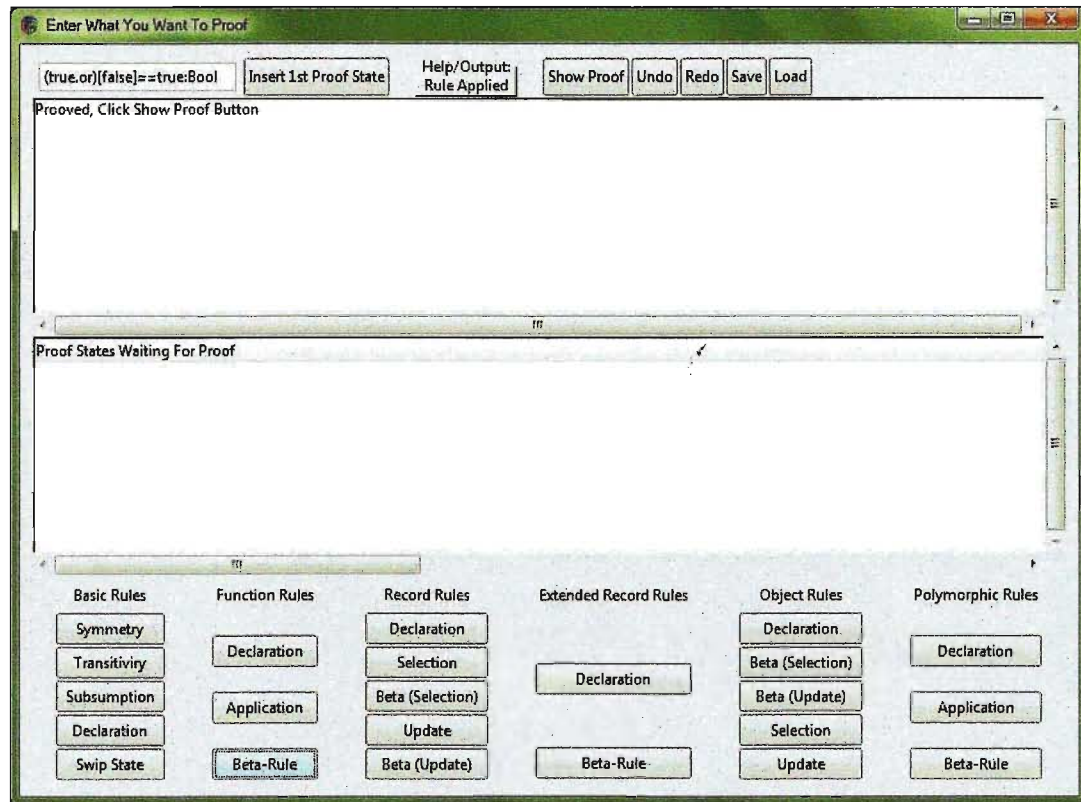 Enter What You Want To Proof
(true.or)[false]==true:Bool Insert 1st Proof State Help/Output: Rule Applied Show Proof Undo Redo Save Load
Prooved, Click Show Proof Button
Proof States Waiting For Proof
Basic Rules Function Rules Record Rules Extended Record Rules Object Rules Polymorphic Rules
Symmetry Declaration Declaration
Transitiviry Declaration Selection Declaration Beta (Selection) Declaration
Subsumption Application Beta (Selection) Beta (Update) Application
Declaration Update Selection
Swip State Beta-Rule Beta (Update) Beta-Rule Update Beta-Rule